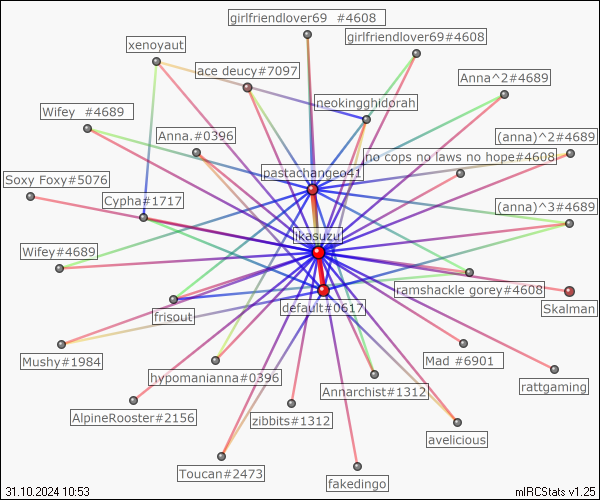 girlfriendlover69 #4608
girlfriendlover69#4608
xenoyaut
ace deucy#7097
Anna^2#4689
neokingghidorah
Wifey #4689
Anna.#0396
(anna)^2#4689
no cops no laws no hope#4608
pastachangeo41
Soxy Foxy#5076
Cypha#1717
(anna)^3#4689
ikasuzu
Wifey#4689
ramshackle gorey#4608
default#0617
Skalman
frisout
Mushy#1984
Mad #6901
hypomanianna#0396
rattgaming
Annarchist#1312
AlpineRooster#2156
zibbits#1312
avelicious
Toucan#2473
fakedingo
31.10.2024 10:53
mIRCStats v1.25